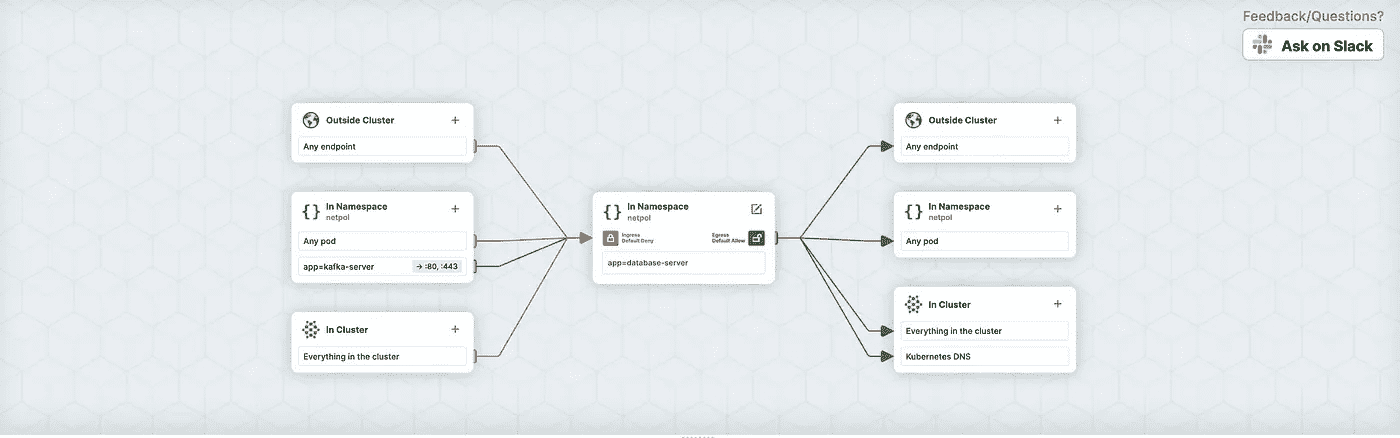 Feedback/Questions?
Ask on Slack
Outside Cluster
Any endpoint
In Namespace
netpol
Any pod
app=kafka-server
→ :80, :443
In Cluster
Everything in the cluster
In Namespace
netpol
Ingress
Default Deny
Egress
Default Allow
app=database-server
Outside Cluster
Any endpoint
In Namespace
netpol
Any pod
In Cluster
Everything in the cluster
Kubernetes DNS